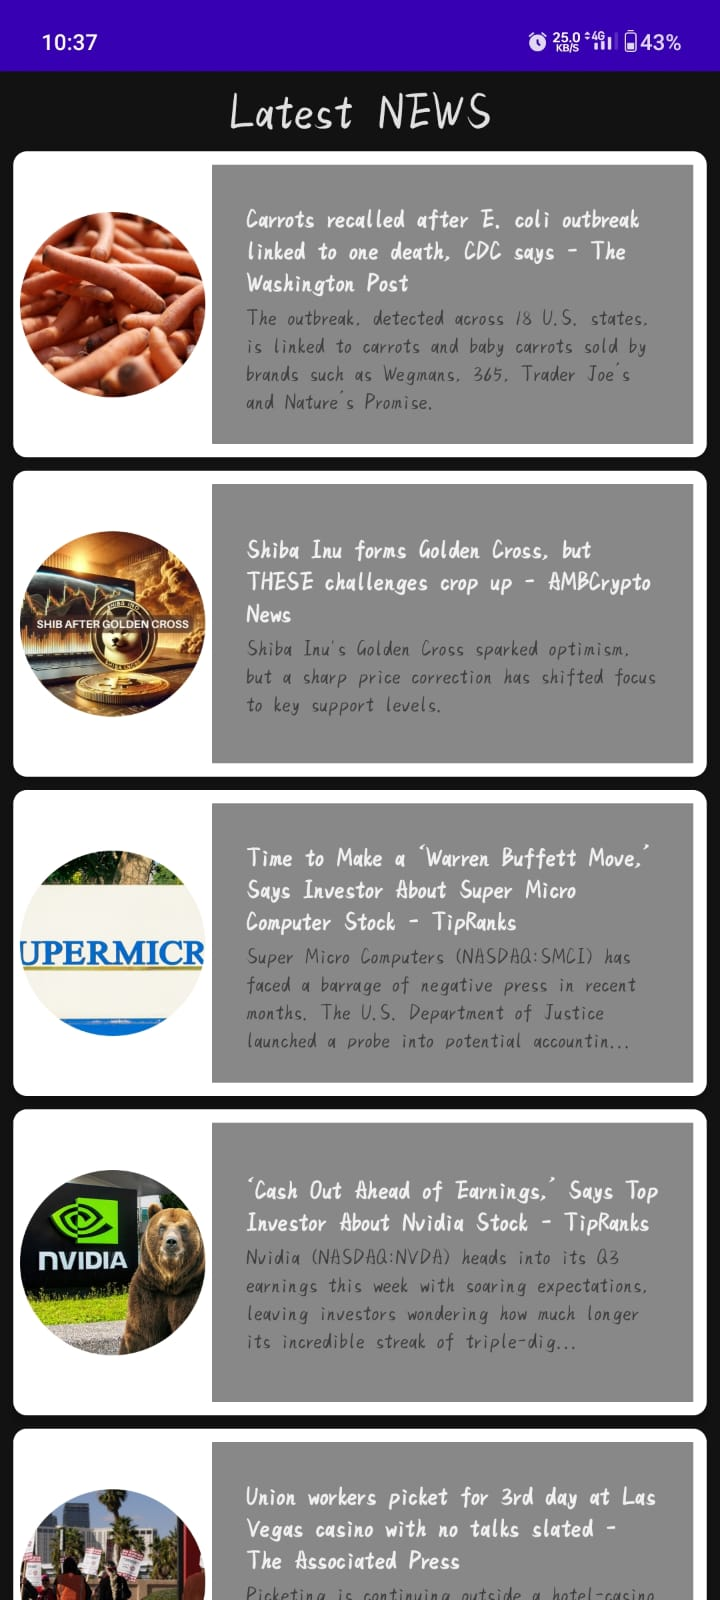 10:37
25.0 KB/S 4G 43%
Latest NEWS
Carrots recalled after E. coli outbreak
linked to one death, CDC says - The
Washington Post
The outbreak, detected across 18 U.S. states,
is linked to carrots and baby carrots sold by
brands such as Wegmans, 365, Trader Joe's
and Nature's Promise.
SHIB AFTER GOLDEN CROSS
Shiba Inu forms Golden Cross, but
THESE challenges crop up - AMBCrypto
News
Shiba Inu's Golden Cross sparked optimism,
but a sharp price correction has shifted focus
to key support levels.
UPERMICR
Time to Make a ‘Warren Buffett Move,’
Says Investor About Super Micro
Computer Stock - TipRanks
Super Micro Computers (NASDAQ:SMCI) has
faced a barrage of negative press in recent
months. The U.S. Department of Justice
launched a probe into potential accountin...
NVIDIA
‘Cash Out Ahead of Earnings,’ Says Top
Investor About Nvidia Stock - TipRanks
Nvidia (NASDAQ:NVDA) heads into its Q3
earnings this week with soaring expectations,
leaving investors wondering how much longer
its incredible streak of triple-dig...
Union workers picket for 3rd day at Las
Vegas casino with no talks slated -
The Associated Press
Picketing is continuing outside a hotel-casino